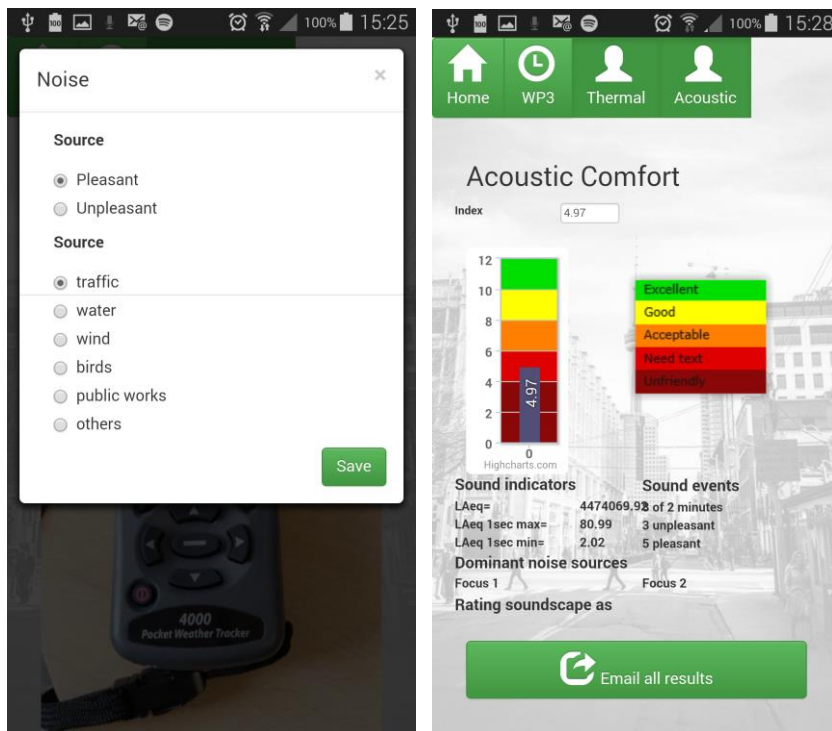 100% 15:25
Noise ×
Source
Pleasant
Unpleasant
Source
traffic
water
wind
birds
public works
others
Save
4000
Pocket Weather Tracker
100% 15:28
Home WP3 Thermal Acoustic
Acoustic Comfort
Index 4.97
12
10
8
6
4
2
0
4.97
0
Highcharts.com
Excellent
Good
Acceptable
Need text
Unfriendly
Sound indicators Sound events
LAeq= 4474069.92 of 2 minutes
LAeq 1sec max= 80.99 3 unpleasant
LAeq 1sec min= 2.02 5 pleasant
Dominant noise sources
Focus 1 Focus 2
Rating soundscape as
Email all results